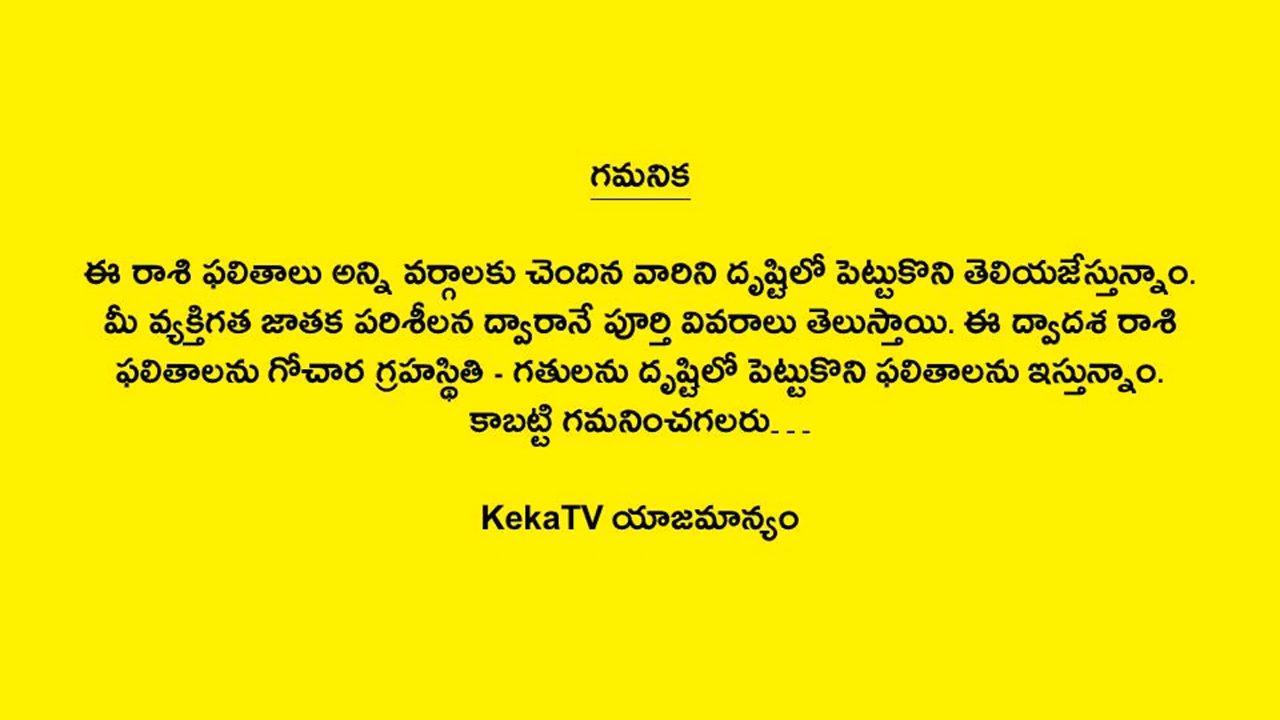 గమనిక
ఈ రాశి ఫలితాలు అన్ని వర్గాలకు చెందిన వారిని దృష్టిలో పెట్టుకొని తెలియజేస్తున్నాం.
మీ వ్యక్తిగత జాతక పరిశీలన ద్వారానే పూర్తి వివరాలు తెలుస్తాయి. ఈ ద్వాదశ రాశి
ఫలితాలను గోచార గ్రహస్థితి - గతులను దృష్టిలో పెట్టుకొని ఫలితాలను ఇస్తున్నాం.
కాబట్టి గమనించగలరు---
KekaTV యాజమాన్యం